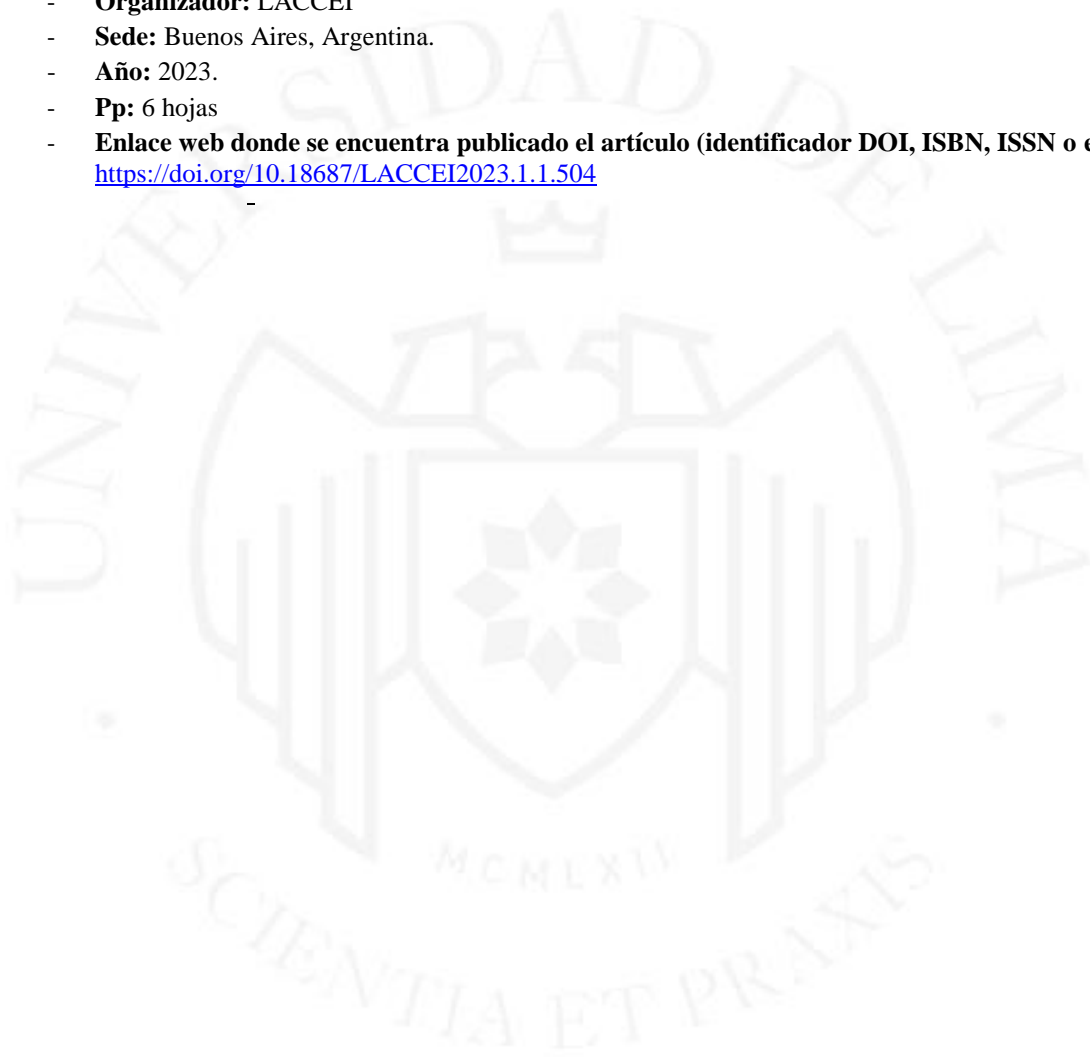 - Organizador: LACCEI
- Sede: Buenos Aires, Argentina.
- Año: 2023.
- Pp: 6 hojas
- Enlace web donde se encuentra publicado el artículo (identificador DOI, ISBN, ISSN o
https://doi.org/10.18687/LACCEI2023.1.1.504
-
UNIVERSIDAD DE LIMA
MCMLXII
SCIENTIA ET PRAXIS